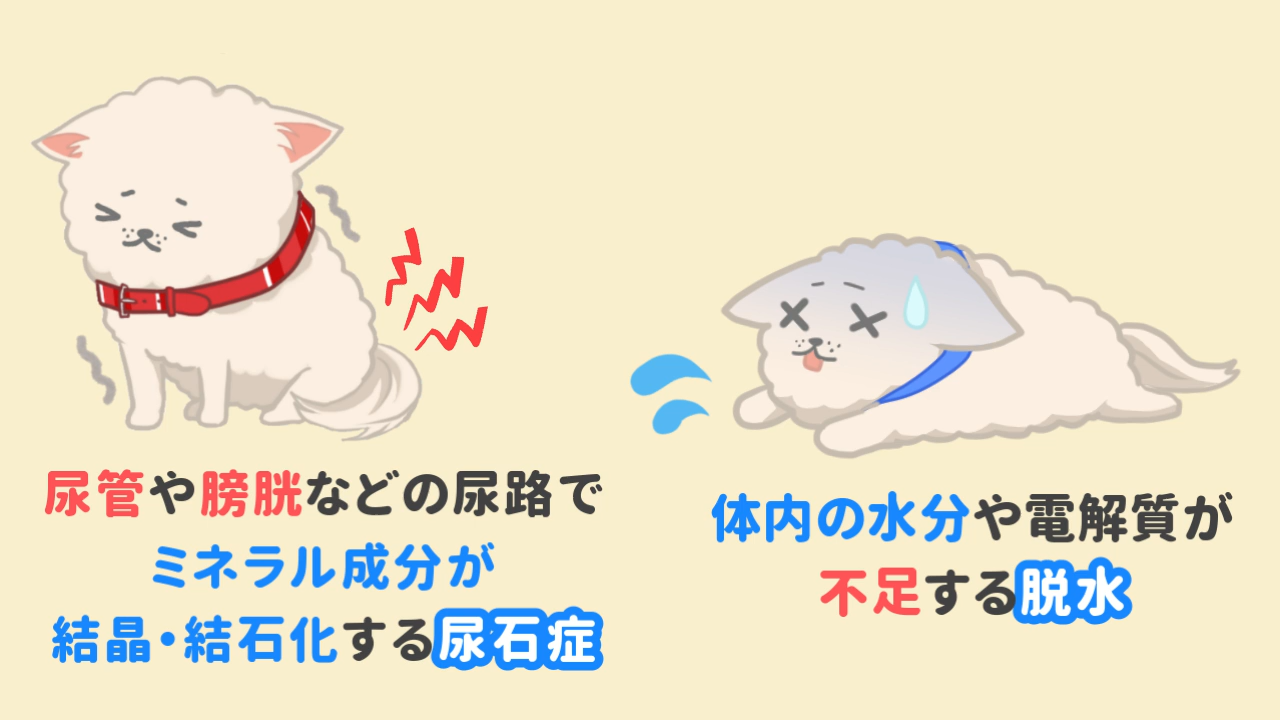 尿管や膀胱などの尿路で
ミネラル成分が
結晶・結石化する尿石症
体内の水分や電解質が
不足する脱水